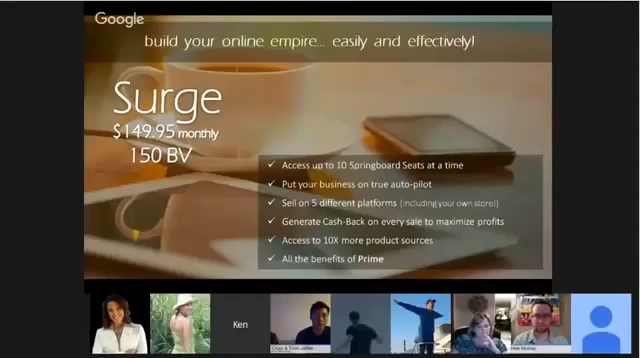 Google
build your online empire... easily and effectively!
Surge
$149.95 monthly
150 BV
✓ Access up to 10 Springboard Seats at a time
✓ Put your business on true auto-pilot
✓ Sell on 5 different platforms (including your own store!)
✓ Generate Cash-Back on every sale to maximize profits
✓ Access to 10X more product sources
✓ All the benefits of Prime
Ken